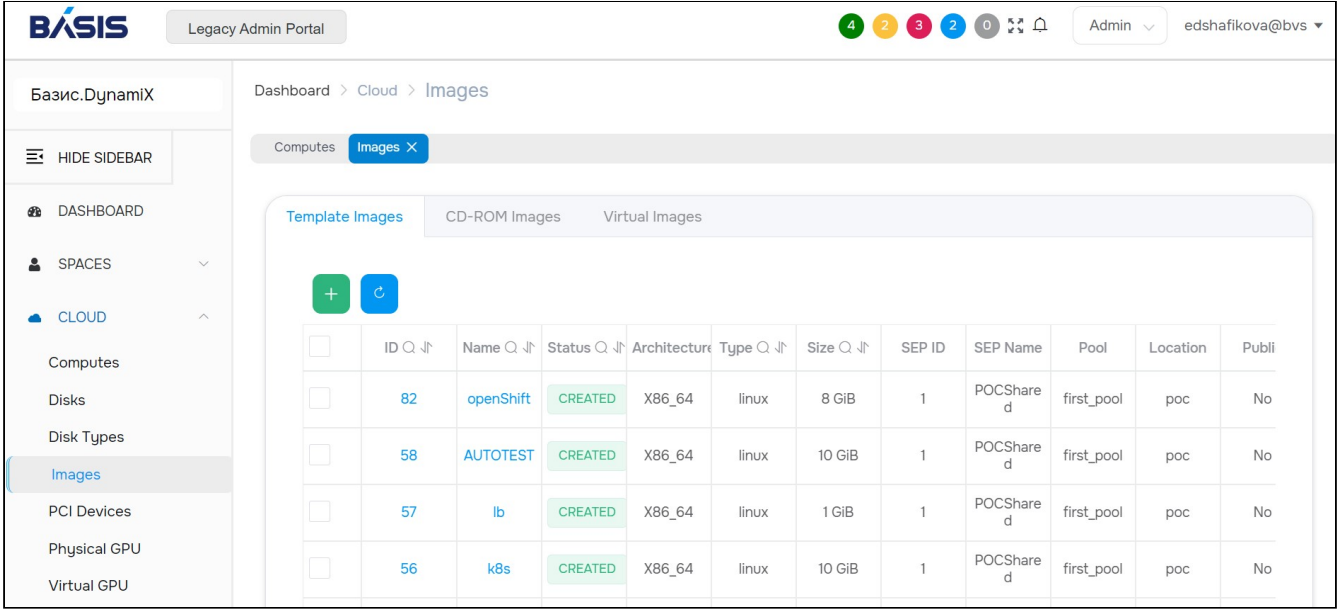 BÁSIS
Legacy Admin Portal
4 2 3 2 0 Admin edshafikova@bvs
Базис.DynamiX
Dashboard > Cloud > Images
HIDE SIDEBAR
Computes Images ×
DASHBOARD
SPACES
CLOUD
Computes
Disks
Disk Types
Images
PCI Devices
Physical GPU
Virtual GPU
Template Images CD-ROM Images Virtual Images
+
ID Name Status Architecture Type Size SEP ID SEP Name Pool Location Publi
82 openShift CREATED X86_64 linux 8 GiB 1 POCShare
d first_pool poc No
58 AUTOTEST CREATED X86_64 linux 10 GiB 1 POCShare
d first_pool poc No
57 lb CREATED X86_64 linux 1 GiB 1 POCShare
d first_pool poc No
56 k8s CREATED X86_64 linux 10 GiB 1 POCShare
d first_pool poc No